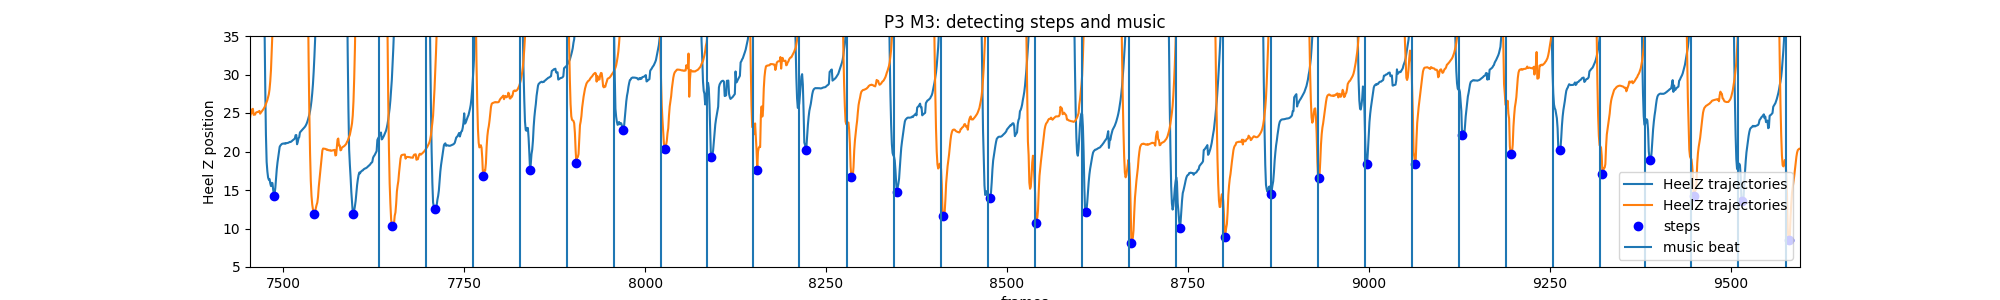 P3 M3: detecting steps and music
Heel Z position
35
30
25
20
15
10
5
7500
7750
8000
8250
8500
8750
9000
9250
9500
frames
HeelZ trajectories
HeelZ trajectories
steps
music beat